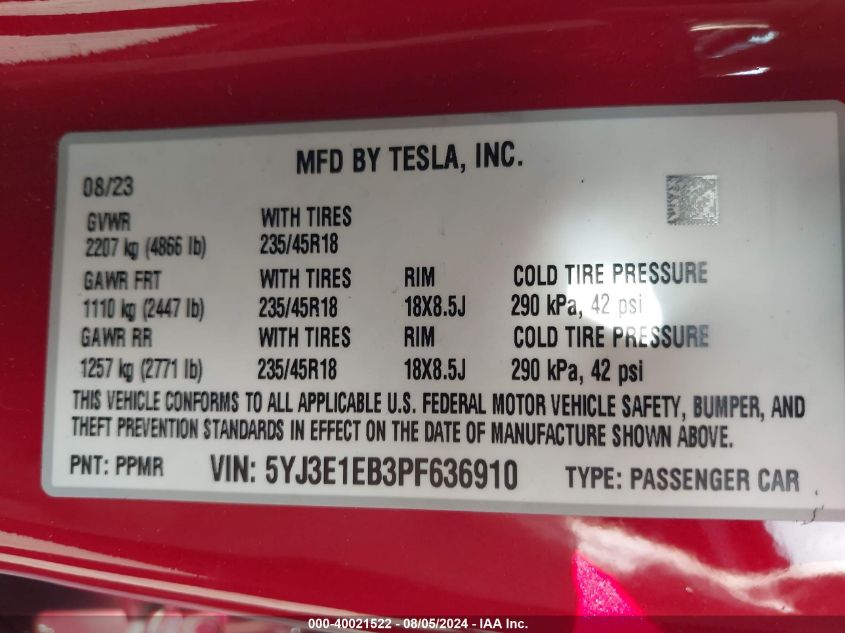 MFD BY TESLA, INC.
08/23
GVWR WITH TIRES
2207 kg (4866 lb) 235/45R18
GAWR FRT WITH TIRES RIM COLD TIRE PRESSURE
1110 kg (2447 lb) 235/45R18 18X8.5J 290 kPa, 42 psi
GAWR RR WITH TIRES RIM COLD TIRE PRESSURE
1257 kg (2771 lb) 235/45R18 18X8.5J 290 kPa, 42 psi
THIS VEHICLE CONFORMS TO ALL APPLICABLE U.S. FEDERAL MOTOR VEHICLE SAFETY, BUMPER, AND
THEFT PREVENTION STANDARDS IN EFFECT ON THE DATE OF MANUFACTURE SHOWN ABOVE.
PNT: PPMR VIN: 5YJ3E1EB3PF636910 TYPE: PASSENGER CAR
000-40021522 - 08/05/2024 - IAA Inc.